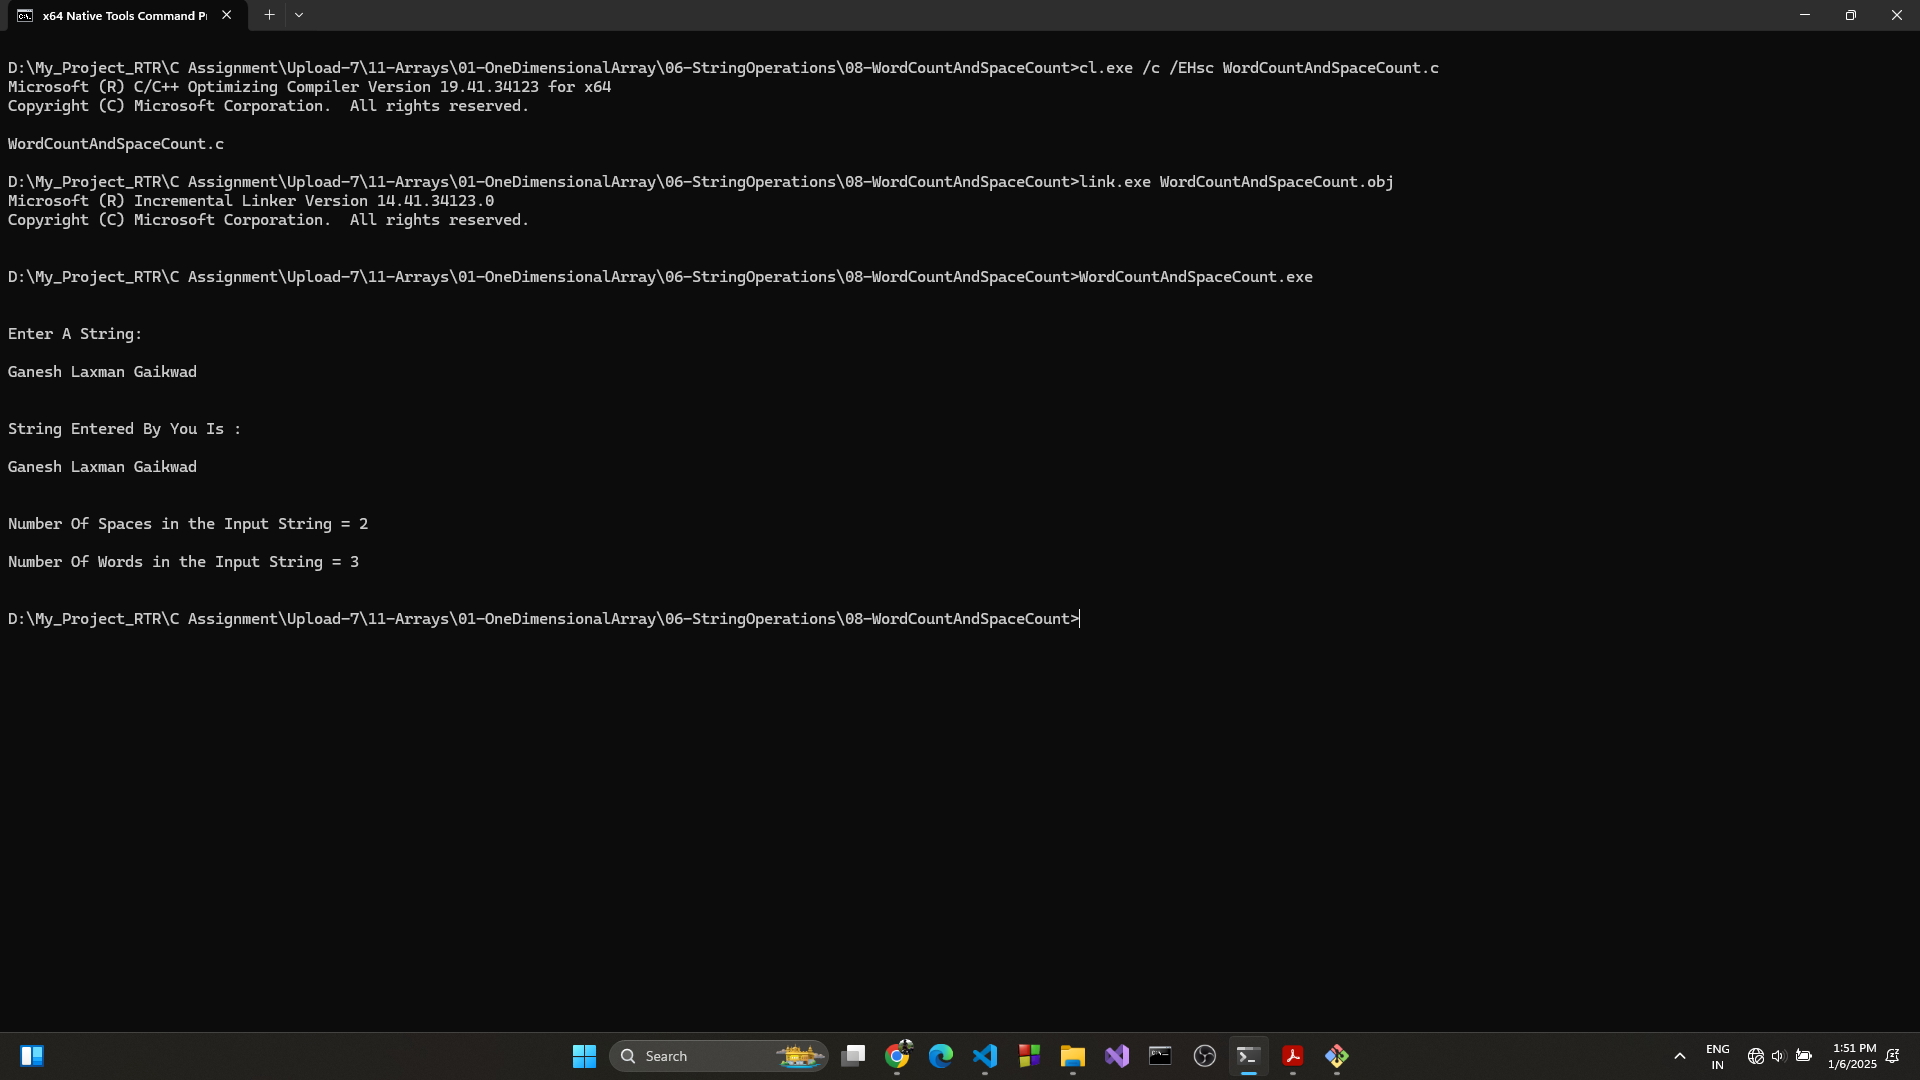 x64 Native Tools Command P
D:\My_Project_RTR\C Assignment\Upload-7\11-Arrays\01-OneDimensionalArray\06-StringOperations\08-WordCountAndSpaceCount>cl.exe /c /EHsc WordCountAndSpaceCount.c
Microsoft (R) C/C++ Optimizing Compiler Version 19.41.34123 for x64
Copyright (C) Microsoft Corporation.  All rights reserved.
WordCountAndSpaceCount.c
D:\My_Project_RTR\C Assignment\Upload-7\11-Arrays\01-OneDimensionalArray\06-StringOperations\08-WordCountAndSpaceCount>link.exe WordCountAndSpaceCount.obj
Microsoft (R) Incremental Linker Version 14.41.34123.0
Copyright (C) Microsoft Corporation.  All rights reserved.
D:\My_Project_RTR\C Assignment\Upload-7\11-Arrays\01-OneDimensionalArray\06-StringOperations\08-WordCountAndSpaceCount>WordCountAndSpaceCount.exe
Enter A String:
Ganesh Laxman Gaikwad
String Entered By You Is :
Ganesh Laxman Gaikwad
Number Of Spaces in the Input String = 2
Number Of Words in the Input String = 3
D:\My_Project_RTR\C Assignment\Upload-7\11-Arrays\01-OneDimensionalArray\06-StringOperations\08-WordCountAndSpaceCount>
Search
ENG
IN
1:51 PM
1/6/2025